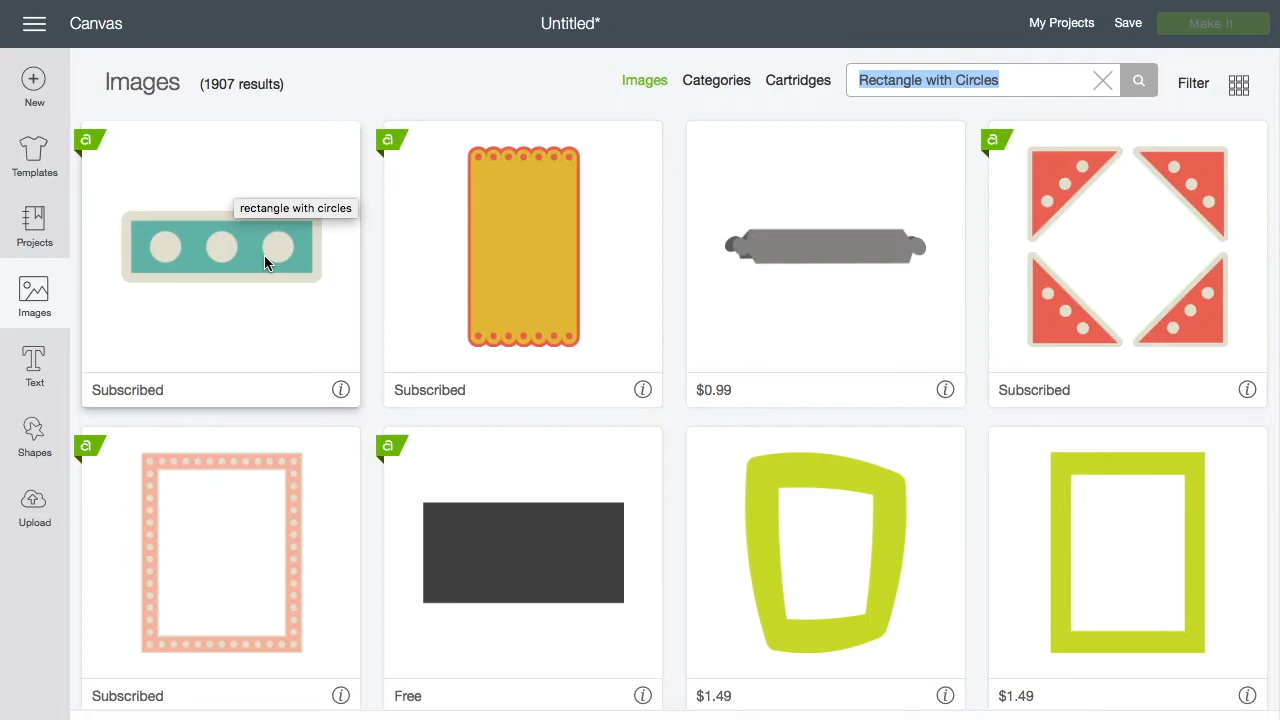 Canvas
Untitled*
My Projects
Save
Make It
New
Templates
Projects
Images
Text
Shapes
Upload
Images (1907 results)
Images
Categories
Cartridges
Rectangle with Circles
Filter
a
a
a
rectangle with circles
Subscribed
Subscribed
$0.99
Subscribed
a
a
Subscribed
Free
$1.49
$1.49